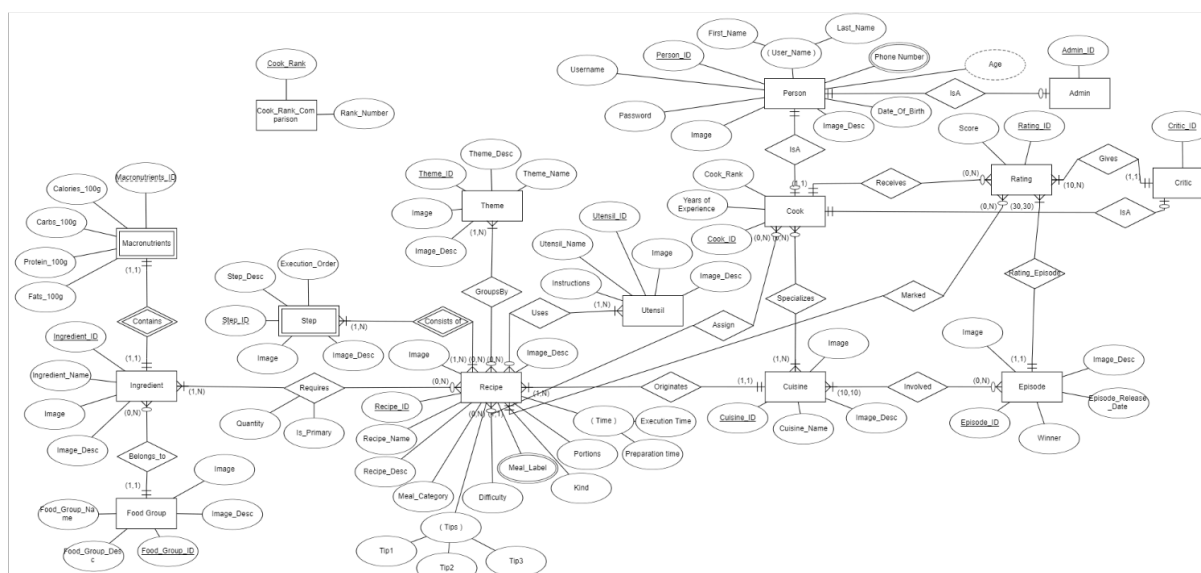 First_Name
Last_Name
Person_ID
( User_Name )
Phone Number
Admin_ID
Cook_Rank
Username
Age
Person
IsA
Admin
Cook_Rank_Comparison
Rank_Number
Password
Date_Of_Birth
Image
Image_Desc
Score
Rating_ID
Critic_ID
Theme_Desc
IsA
Theme_ID
Theme_Name
Macronutrients_ID
Calories_100g
Cook_Rank
Receives
(0,N)
Rating
Gives
Critic
(10,N)
(1,1)
Image
Theme
Years of Experience
Cook
(0,N)
(30,30)
IsA
Carbs_100g
Utensil_ID
Cook_ID
Macronutrients
Image_Desc
(1,N)
Utensil_Name
Image
Protein_100g
Fats_100g
(1,1)
Execution_Order
Step_Desc
Instructions
Image_Desc
Rating_Episode
GroupsBy
(1,N)
Specializes
Marked
Contains
Step_ID
Step
(1,N)
Consists of
Uses
Utensil
Assign
Ingredient_ID
Image
Image_Desc
Image
Image_Desc
Image
Image
Ingredient_Name
(1,1)
(1,N)
(1,1)
Image_Desc
Ingredient
(1,N)
Requires
(0,N)
Recipe
(1,N)
Originates
(1,1)
Cuisine
(10,10)
Involved
(0,N)
Episode
Image
(0,N)
Quantity
Is_Primary
Recipe_ID
( Time )
Execution Time
Cuisine_ID
Image_Desc
Episode_Release_Date
Image_Desc
Recipe_Name
Cuisine_Name
Episode_ID
Belongs_to
Recipe_Desc
Portions
Preparation time
Winner
Image
Meal_Label
(1,1)
Meal_Category
Difficulty
Kind
Food_Group_Name
Food Group
Image_Desc
( Tips )
Food_Group_Desc
Food_Group_ID
Tip1
Tip2
Tip3